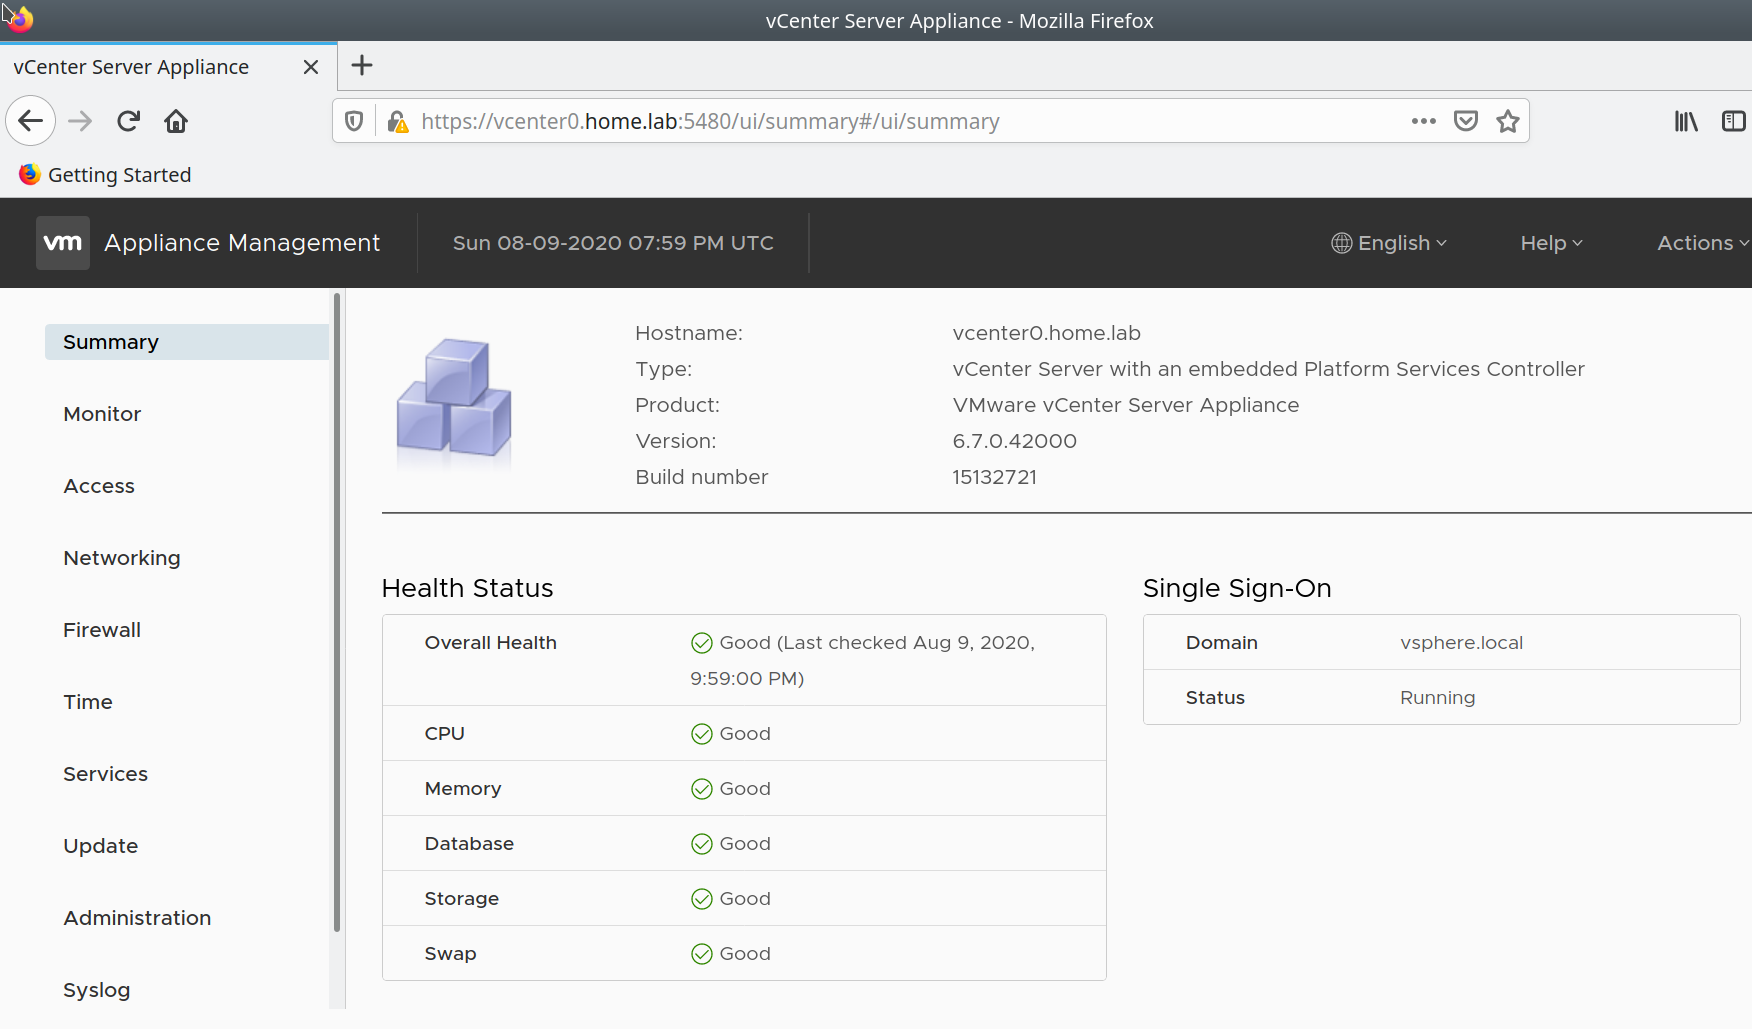 vCenter Server Appliance - Mozilla Firefox
vCenter Server Appliance
https://vcenter0.home.lab:5480/ui/summary#/ui/summary
Getting Started
vm Appliance Management Sun 08-09-2020 07:59 PM UTC English Help Actions
Summary
Monitor
Access
Networking
Firewall
Time
Services
Update
Administration
Syslog
Hostname: vcenter0.home.lab
Type: vCenter Server with an embedded Platform Services Controller
Product: VMware vCenter Server Appliance
Version: 6.7.0.42000
Build number 15132721
Health Status
Overall Health Good (Last checked Aug 9, 2020,
9:59:00 PM)
CPU Good
Memory Good
Database Good
Storage Good
Swap Good
Single Sign-On
Domain vsphere.local
Status Running